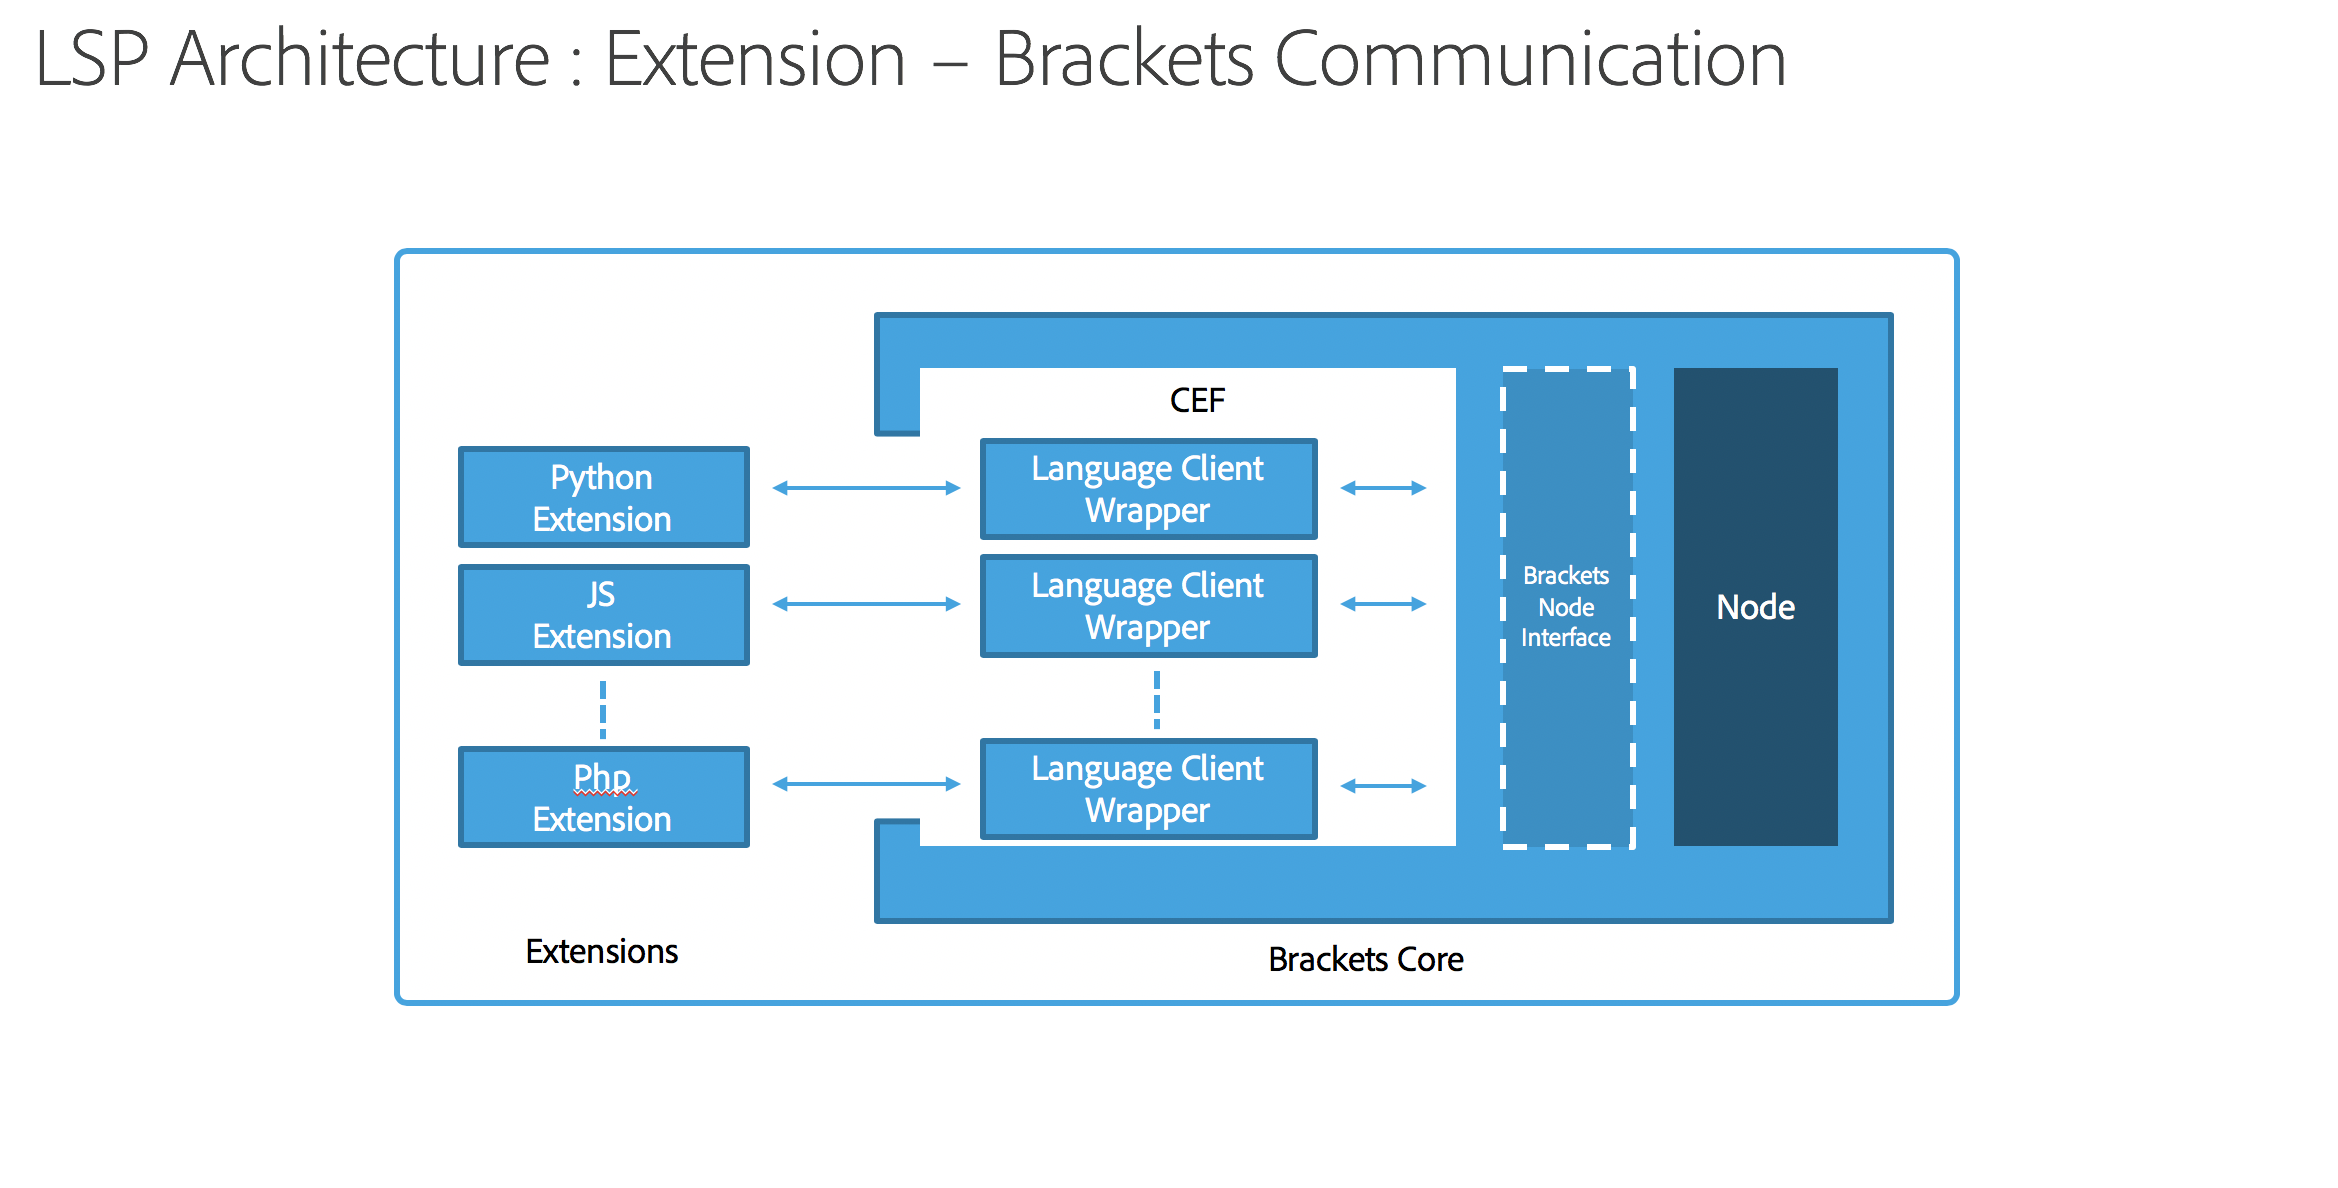 LSP Architecture : Extension – Brackets Communication
CEF
Python
Extension
Language Client
Wrapper
JS
Extension
Language Client
Wrapper
Php
Extension
Language Client
Wrapper
Brackets
Node
Interface
Node
Extensions
Brackets Core